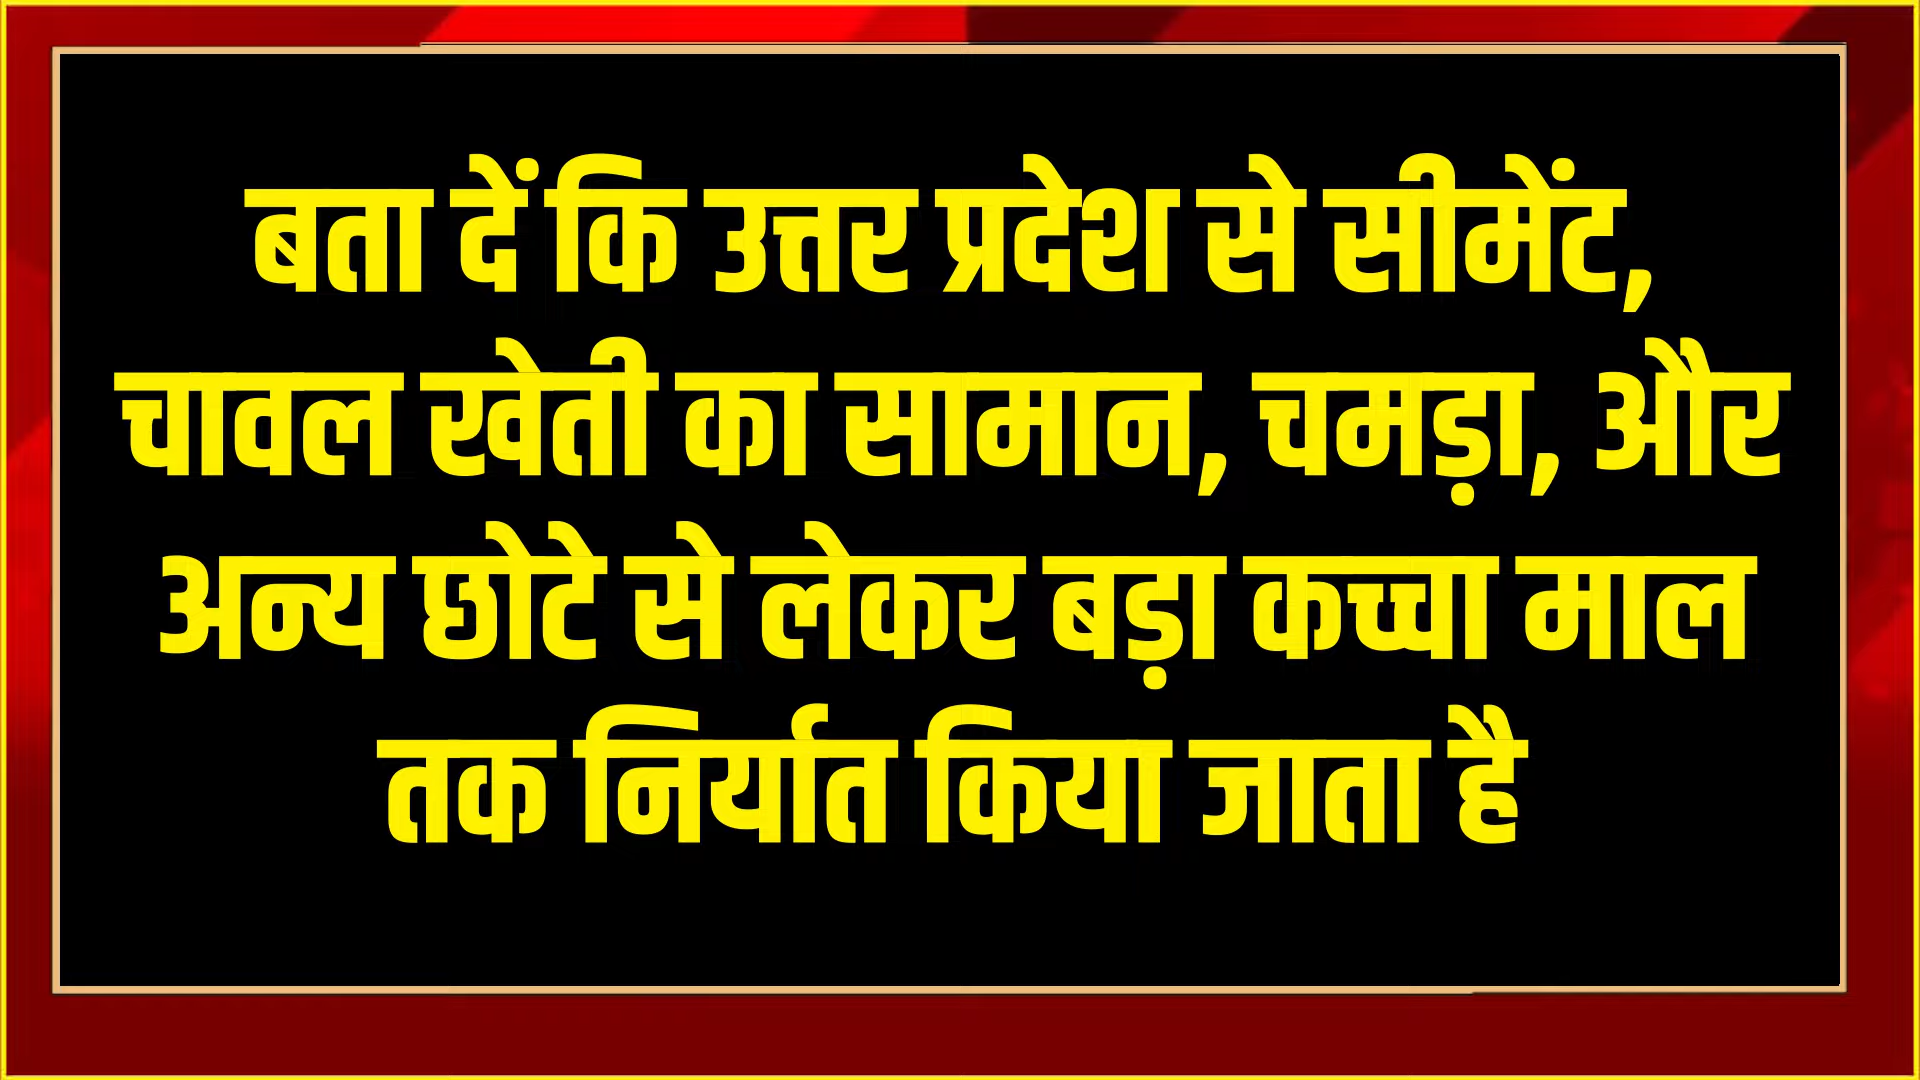 बता दें कि उत्तर प्रदेश से सीमेंट,
चावल खेती का सामान, चमड़ा, और
अन्य छोटे से लेकर बड़ा कच्चा माल
तक निर्यात किया जाता है